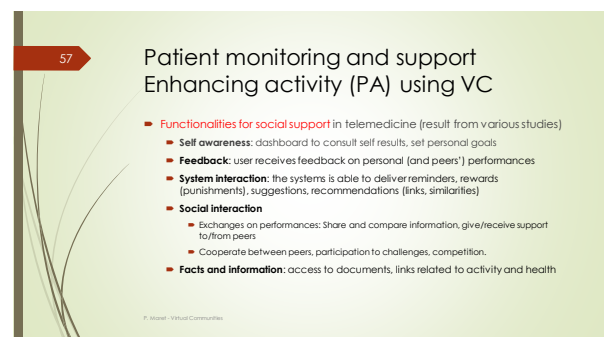 57
Patient monitoring and support
Enhancing activity (PA) using VC
Functionalities for social support in telemedicine (result from various studies)
Self awareness: dashboard to consult self results, set personal goals
Feedback: user receives feedback on personal (and peers') performances
System interaction: the systems is able to deliver reminders, rewards
(punishments), suggestions, recommendations (links, similarities)
Social interaction
Exchanges on performances: Share and compare information, give/receive support
to/from peers
Cooperate between peers, participation to challenges, competition.
Facts and information: access to documents, links related to activity and health
P. Maret - Virtual Communities